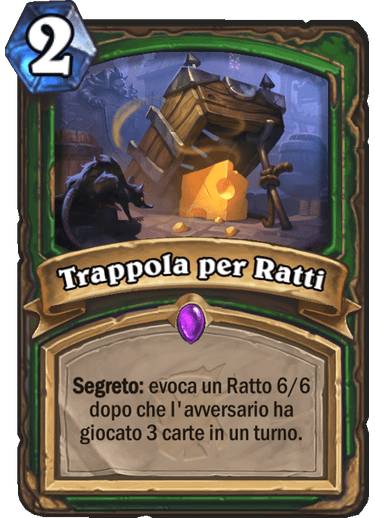 2
Trappola per Ratti
Segreto: evoca un Ratto 6/6
dopo che l'avversario ha
giocato 3 carte in un turno.